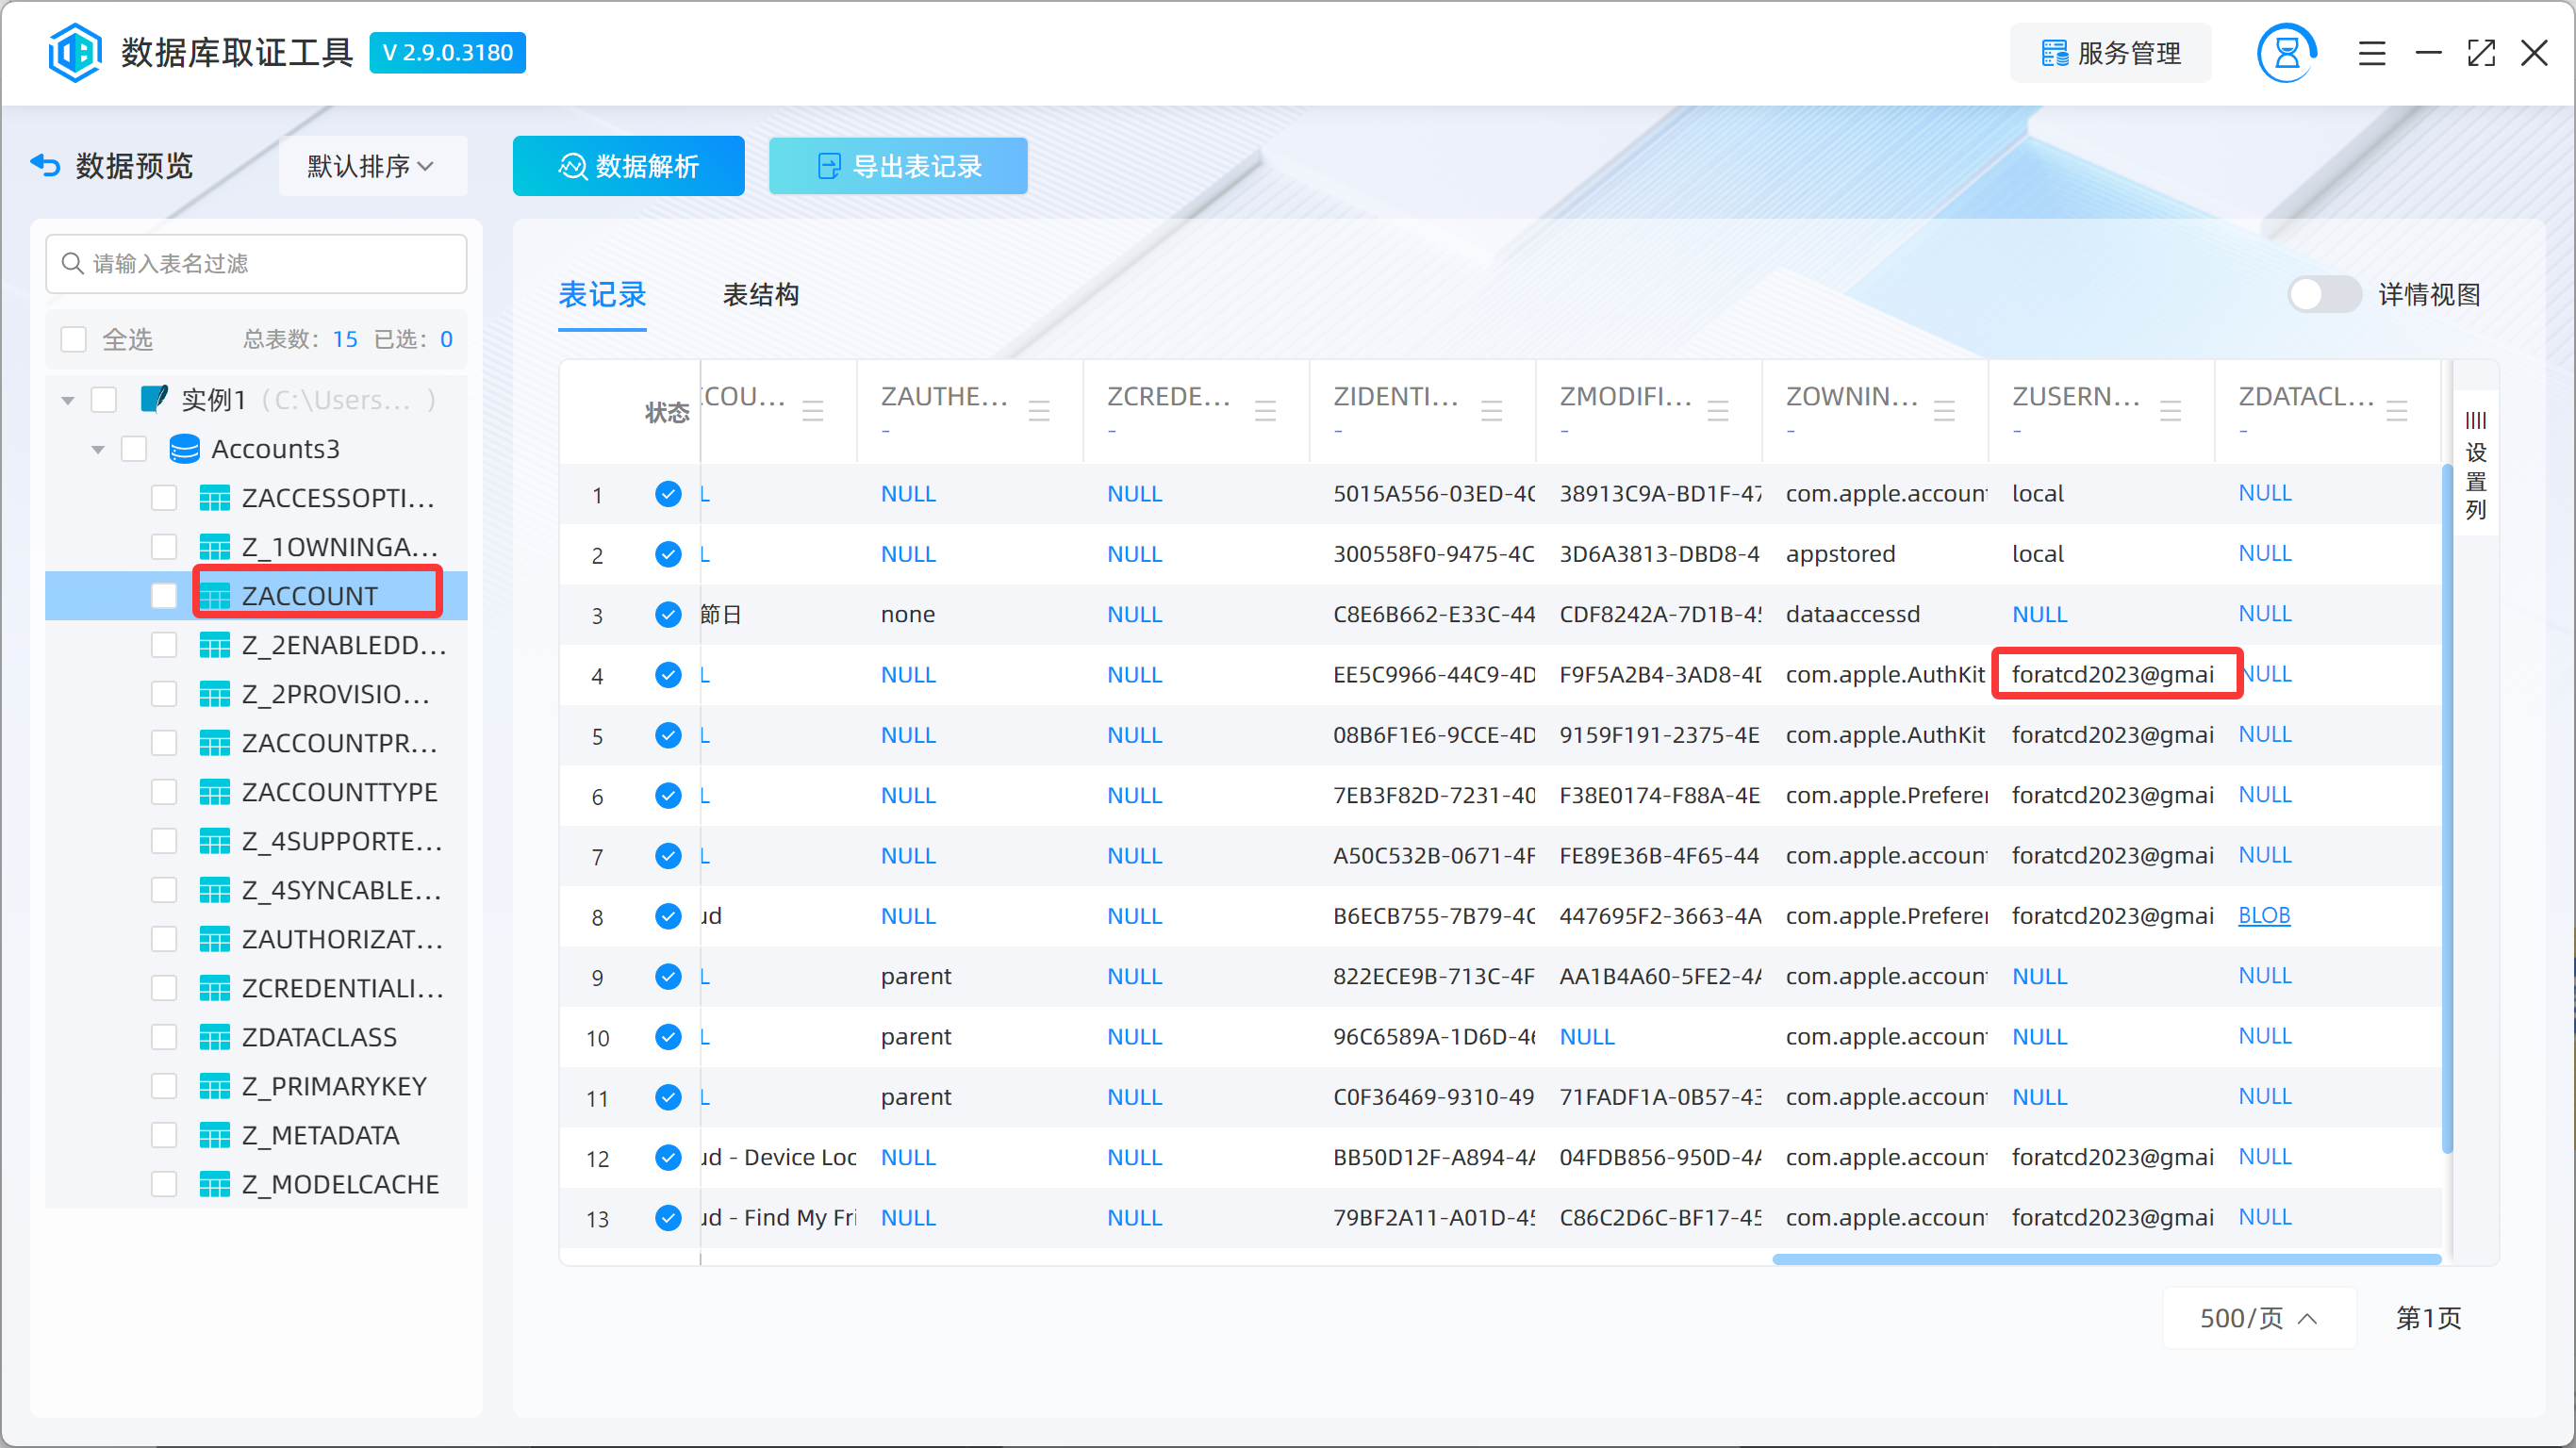 数据库取证工具 V 2.9.0.3180 服务管理
数据预览 默认排序 数据解析 导出表记录
请输入表名过滤
全选 总表数: 15 已选: 0
实例1 (C:\Users... )
Accounts3
ZACCESSOPTI...
Z_1OWNINGA...
ZACCOUNT
Z_2ENABLEDD...
Z_2PROVISIO...
ZACCOUNTPR...
ZACCOUNTTYPE
Z_4SUPPORTE...
Z_4SYNCABLE...
ZAUTHORIZAT...
ZCREDENTIALI...
ZDATACLASS
Z_PRIMARYKEY
Z_METADATA
Z_MODELCACHE
表记录 表结构 详情视图
状态 COU... ZAUTHE... ZCREDE... ZIDENTI... ZMODIFI... ZOWNIN... ZUSERN... ZDATACL...
- - - - - - -
1 L NULL NULL 5015A556-03ED-4C 38913C9A-BD1F-47 com.apple.accoun local NULL
2 L NULL NULL 300558F0-9475-4C 3D6A3813-DBD8-4 appstored local NULL
3 節日 none NULL C8E6B662-E33C-44 CDF8242A-7D1B-45 dataaccessd NULL NULL
4 L NULL NULL EE5C9966-44C9-4D F9F5A2B4-3AD8-4D com.apple.AuthKit foratcd2023@gmai NULL
5 L NULL NULL 08B6F1E6-9CCE-4D 9159F191-2375-4E com.apple.AuthKit foratcd2023@gmai NULL
6 L NULL NULL 7EB3F82D-7231-40 F38E0174-F88A-4E com.apple.Prefere foratcd2023@gmai NULL
7 L NULL NULL A50C532B-0671-4F FE89E36B-4F65-44 com.apple.accoun foratcd2023@gmai NULL
8 ud NULL NULL B6ECB755-7B79-4C 447695F2-3663-4A com.apple.Prefere foratcd2023@gmai BLOB
9 L parent NULL 822ECE9B-713C-4F AA1B4A60-5FE2-4A com.apple.accoun NULL NULL
10 L parent NULL 96C6589A-1D6D-46 NULL com.apple.accoun NULL NULL
11 L parent NULL C0F36469-9310-49 71FADF1A-0B57-43 com.apple.accoun NULL NULL
12 ud - Device Loc NULL NULL BB50D12F-A894-4A 04FDB856-950D-4A com.apple.accoun foratcd2023@gmai NULL
13 ud - Find My Fri NULL NULL 79BF2A11-A01D-45 C86C2D6C-BF17-45 com.apple.accoun foratcd2023@gmai NULL
设置列
500/页 第1页